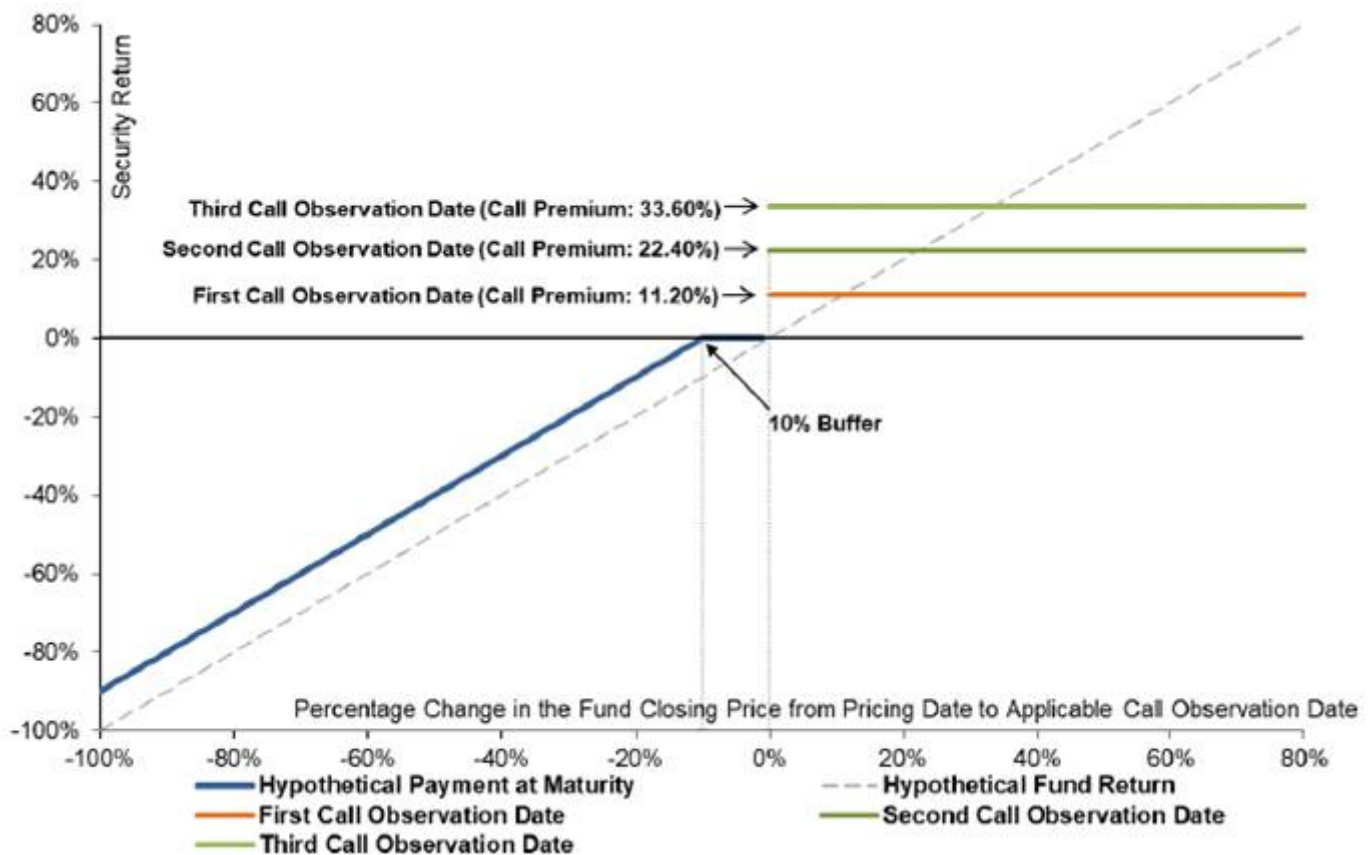 80%
Security Return
60%
40%
Third Call Observation Date (Call Premium: 33.60%)
Second Call Observation Date (Call Premium: 22.40%)
20%
First Call Observation Date (Call Premium: 11.20%)
0%
-20%
10% Buffer
-40%
-60%
-80%
Percentage Change in the Fund Closing Price from Pricing Date to Applicable Call Observation Date
-100%
-100% -80% -60% -40% -20% 0% 20% 40% 60% 80%
Hypothetical Payment at Maturity Hypothetical Fund Return
First Call Observation Date Second Call Observation Date
Third Call Observation Date